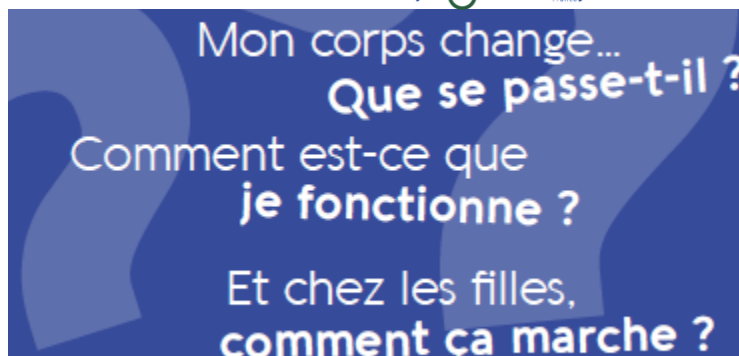 Mon corps change...
Que se passe-t-il ?
Comment est-ce que
je fonctionne ?
Et chez les filles,
comment ça marche ?